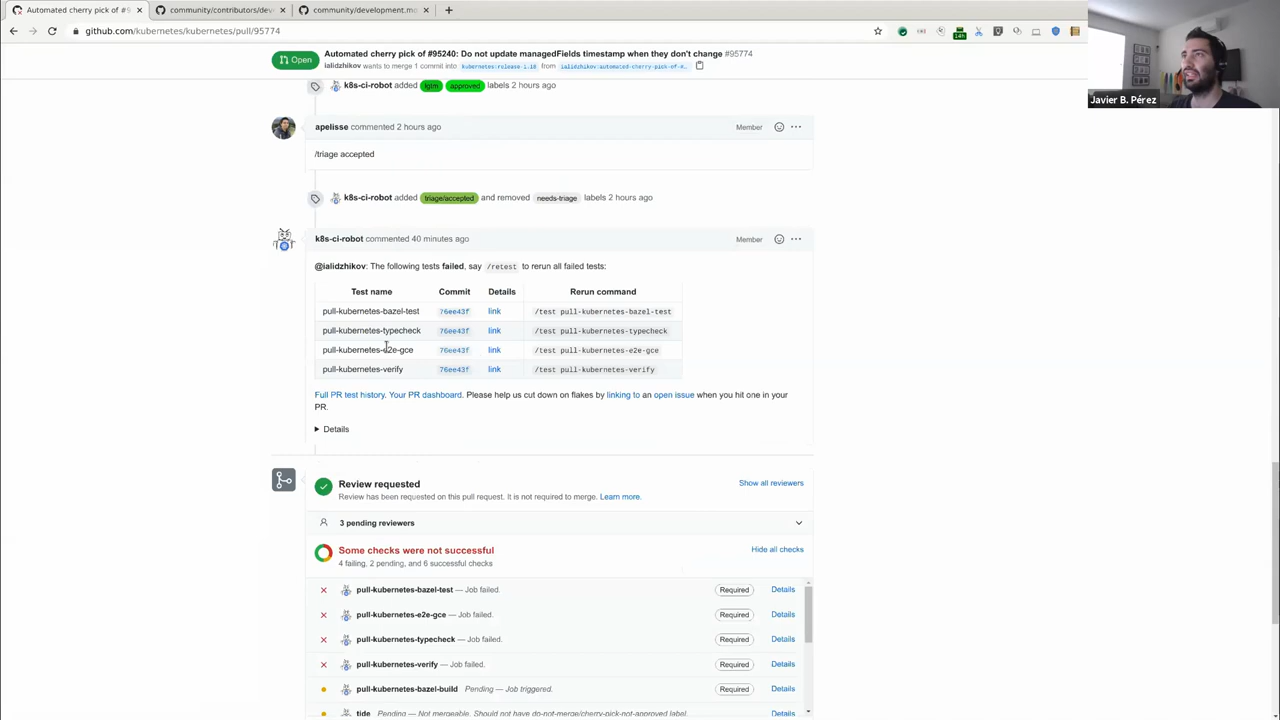 Automated cherry pick of #9
community/contributors/dev
community/development.mo
github.com/kubernetes/kubernetes/pull/95774
14h
Open
Automated cherry pick of #95240: Do not update managedFields timestamp when they don't change #95774
ialidzhikov wants to merge 1 commit into kubernetes:release-1.18 from ialidzhikov:automated-cherry-pick-of-#…
Javier B. Pérez
k8s-ci-robot added lgtm approved labels 2 hours ago
apelisse commented 2 hours ago
Member
/triage accepted
k8s-ci-robot added triage/accepted and removed needs-triage labels 2 hours ago
k8s-ci-robot commented 40 minutes ago
Member
@ialidzhikov: The following tests failed, say /retest to rerun all failed tests:
Test name Commit Details Rerun command
pull-kubernetes-bazel-test 76ee43f link /test pull-kubernetes-bazel-test
pull-kubernetes-typecheck 76ee43f link /test pull-kubernetes-typecheck
pull-kubernetes-e2e-gce 76ee43f link /test pull-kubernetes-e2e-gce
pull-kubernetes-verify 76ee43f link /test pull-kubernetes-verify
Full PR test history. Your PR dashboard. Please help us cut down on flakes by linking to an open issue when you hit one in your
PR.
Details
Review requested
Show all reviewers
Review has been requested on this pull request. It is not required to merge. Learn more.
3 pending reviewers
Some checks were not successful
Hide all checks
4 failing, 2 pending, and 6 successful checks
pull-kubernetes-bazel-test — Job failed. Required Details
pull-kubernetes-e2e-gce — Job failed. Required Details
pull-kubernetes-typecheck — Job failed. Required Details
pull-kubernetes-verify — Job failed. Required Details
pull-kubernetes-bazel-build Pending — Job triggered. Required Details
tide Pending — Not mergeable. Should not have do-not-merge/cherry-pick-not-approved label. Details